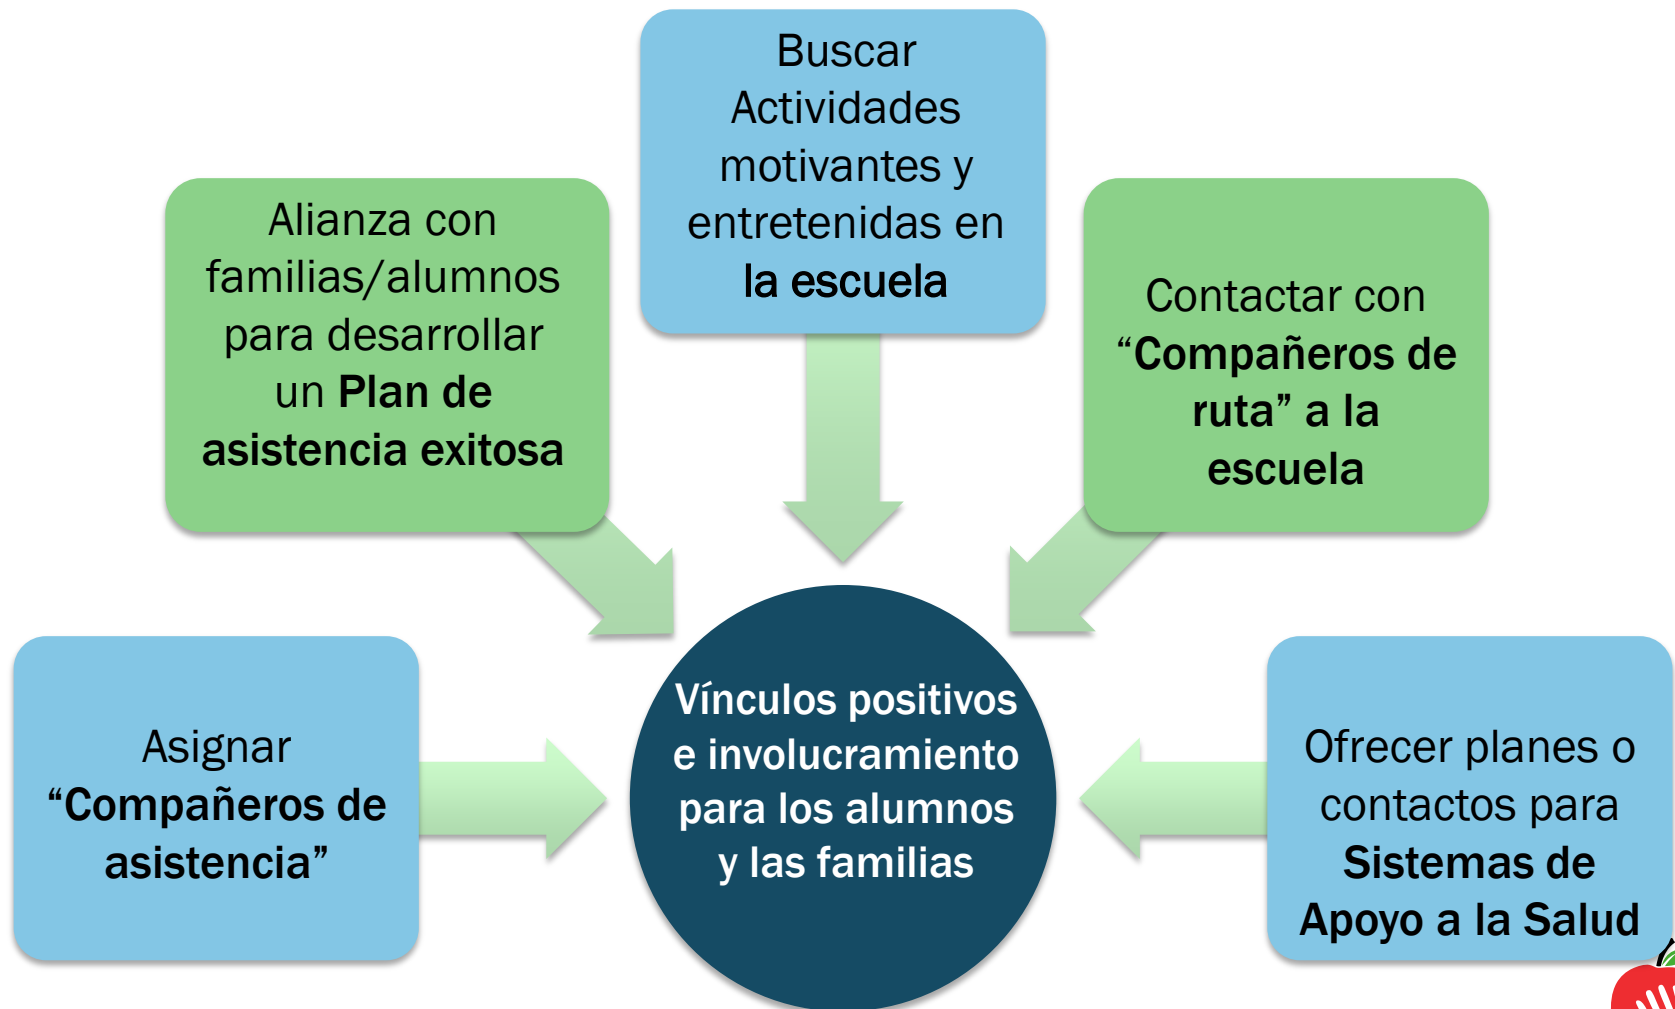 Buscar
Actividades
motivantes y
entretenidas en
la escuela
Alianza con
familias/alumnos
para desarrollar
un Plan de
asistencia exitosa
Contactar con
“Compañeros de
ruta” a la
escuela
Asignar
“Compañeros de
asistencia”
Vínculos positivos
e involucramiento
para los alumnos
y las familias
Ofrecer planes o
contactos para
Sistemas de
Apoyo a la Salud